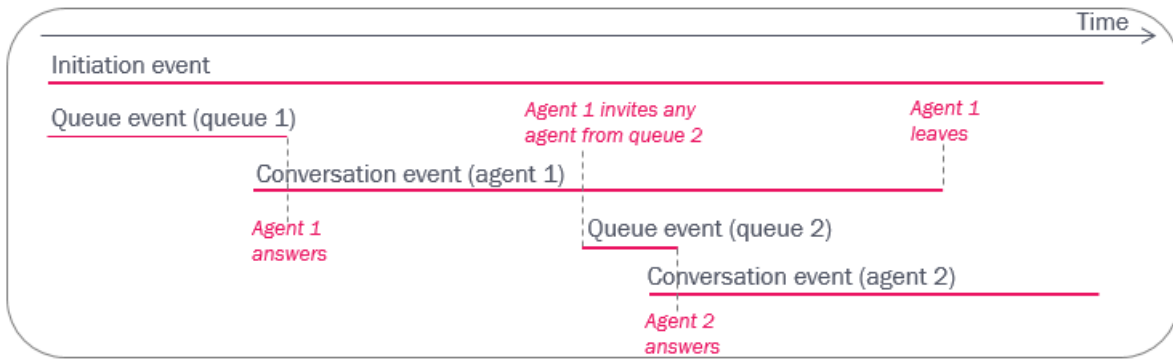 Time
Initiation event
Queue event (queue 1)
Agent 1 invites any
agent from queue 2
Agent 1
leaves
Conversation event (agent 1)
Agent 1
answers
Queue event (queue 2)
Conversation event (agent 2)
Agent 2
answers